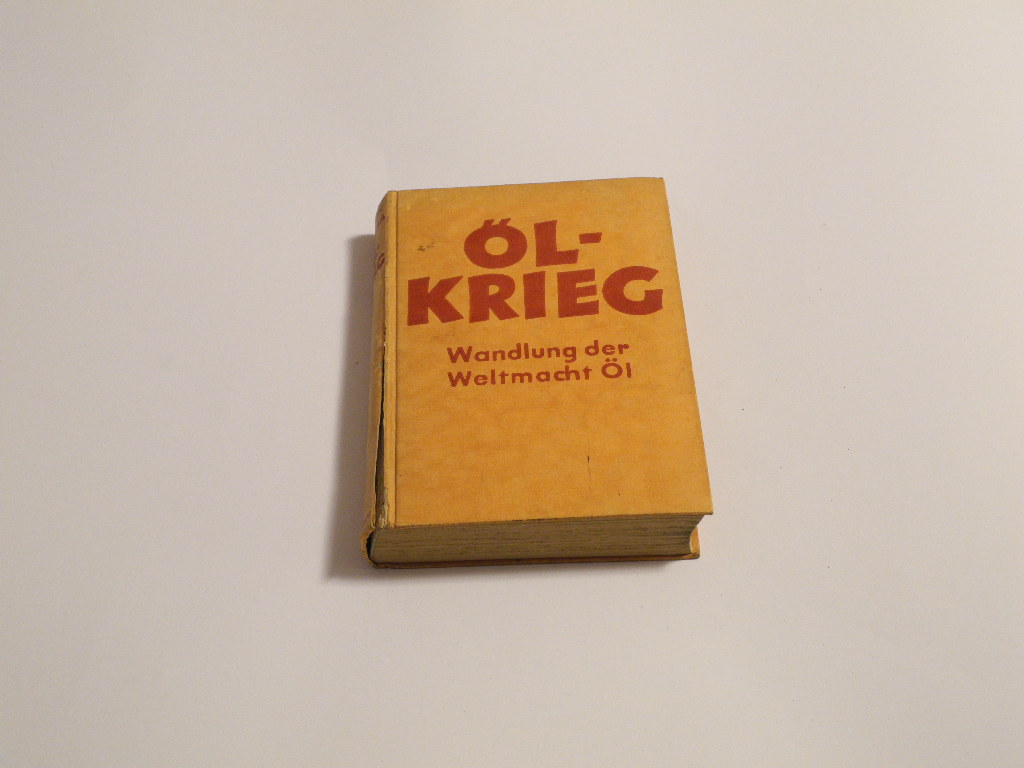 ÖL-
KRIEG
Wandlung der
Weltmacht Öl